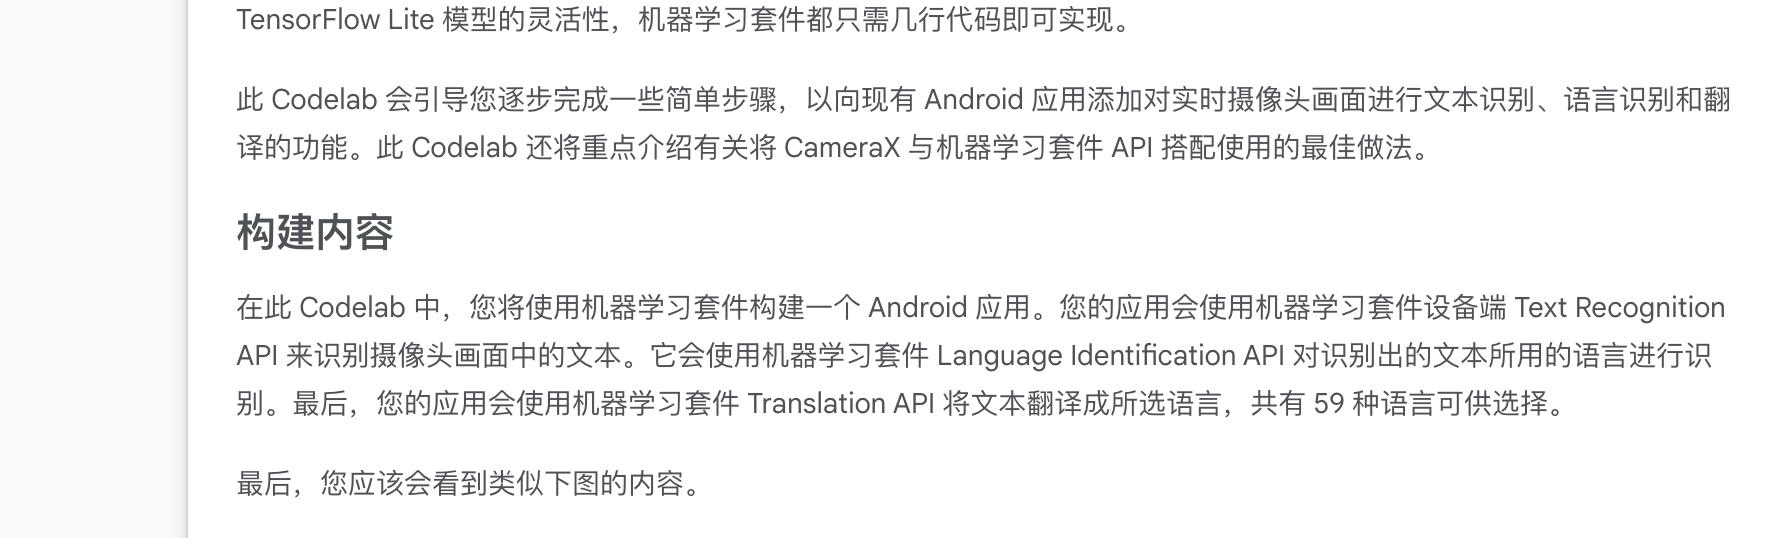 TensorFlow Lite 模型的灵活性，机器学习套件都只需几行代码即可实现。
此 Codelab 会引导您逐步完成一些简单步骤，以向现有 Android 应用添加对实时摄像头画面进行文本识别、语言识别和翻
译的功能。此 Codelab 还将重点介绍有关将 CameraX 与机器学习套件 API 搭配使用的最佳做法。
构建内容
在此 Codelab 中，您将使用机器学习套件构建一个 Android 应用。您的应用会使用机器学习套件设备端 Text Recognition
API 来识别摄像头画面中的文本。它会使用机器学习套件 Language Identification API 对识别出的文本所用的语言进行识
别。最后，您的应用会使用机器学习套件 Translation API 将文本翻译成所选语言，共有 59 种语言可供选择。
最后，您应该会看到类似下图的内容。